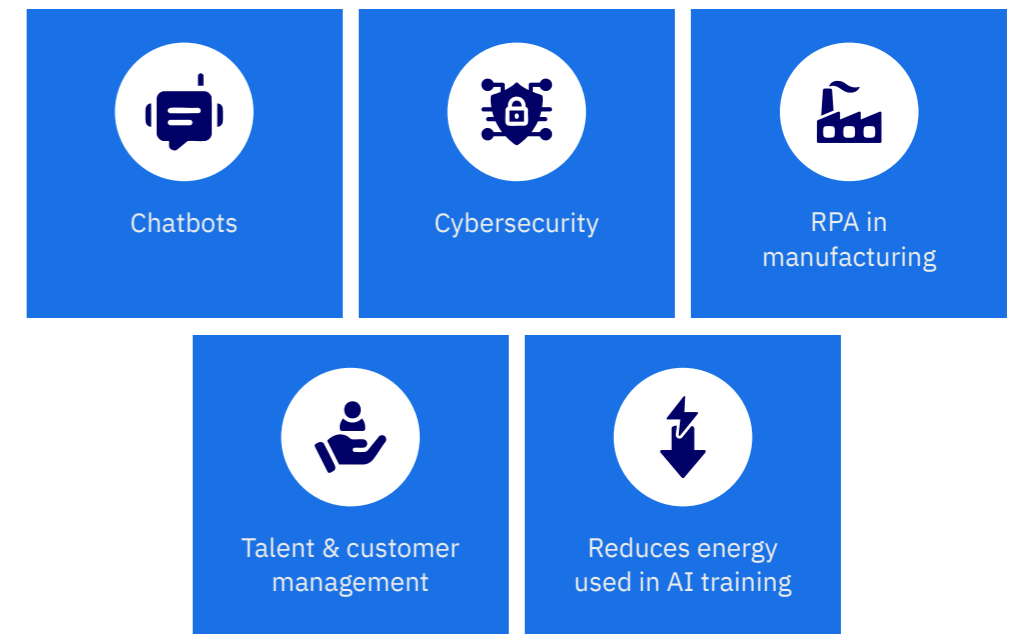 Chatbots
Cybersecurity
RPA in
manufacturing
Talent & customer
management
Reduces energy
used in AI training